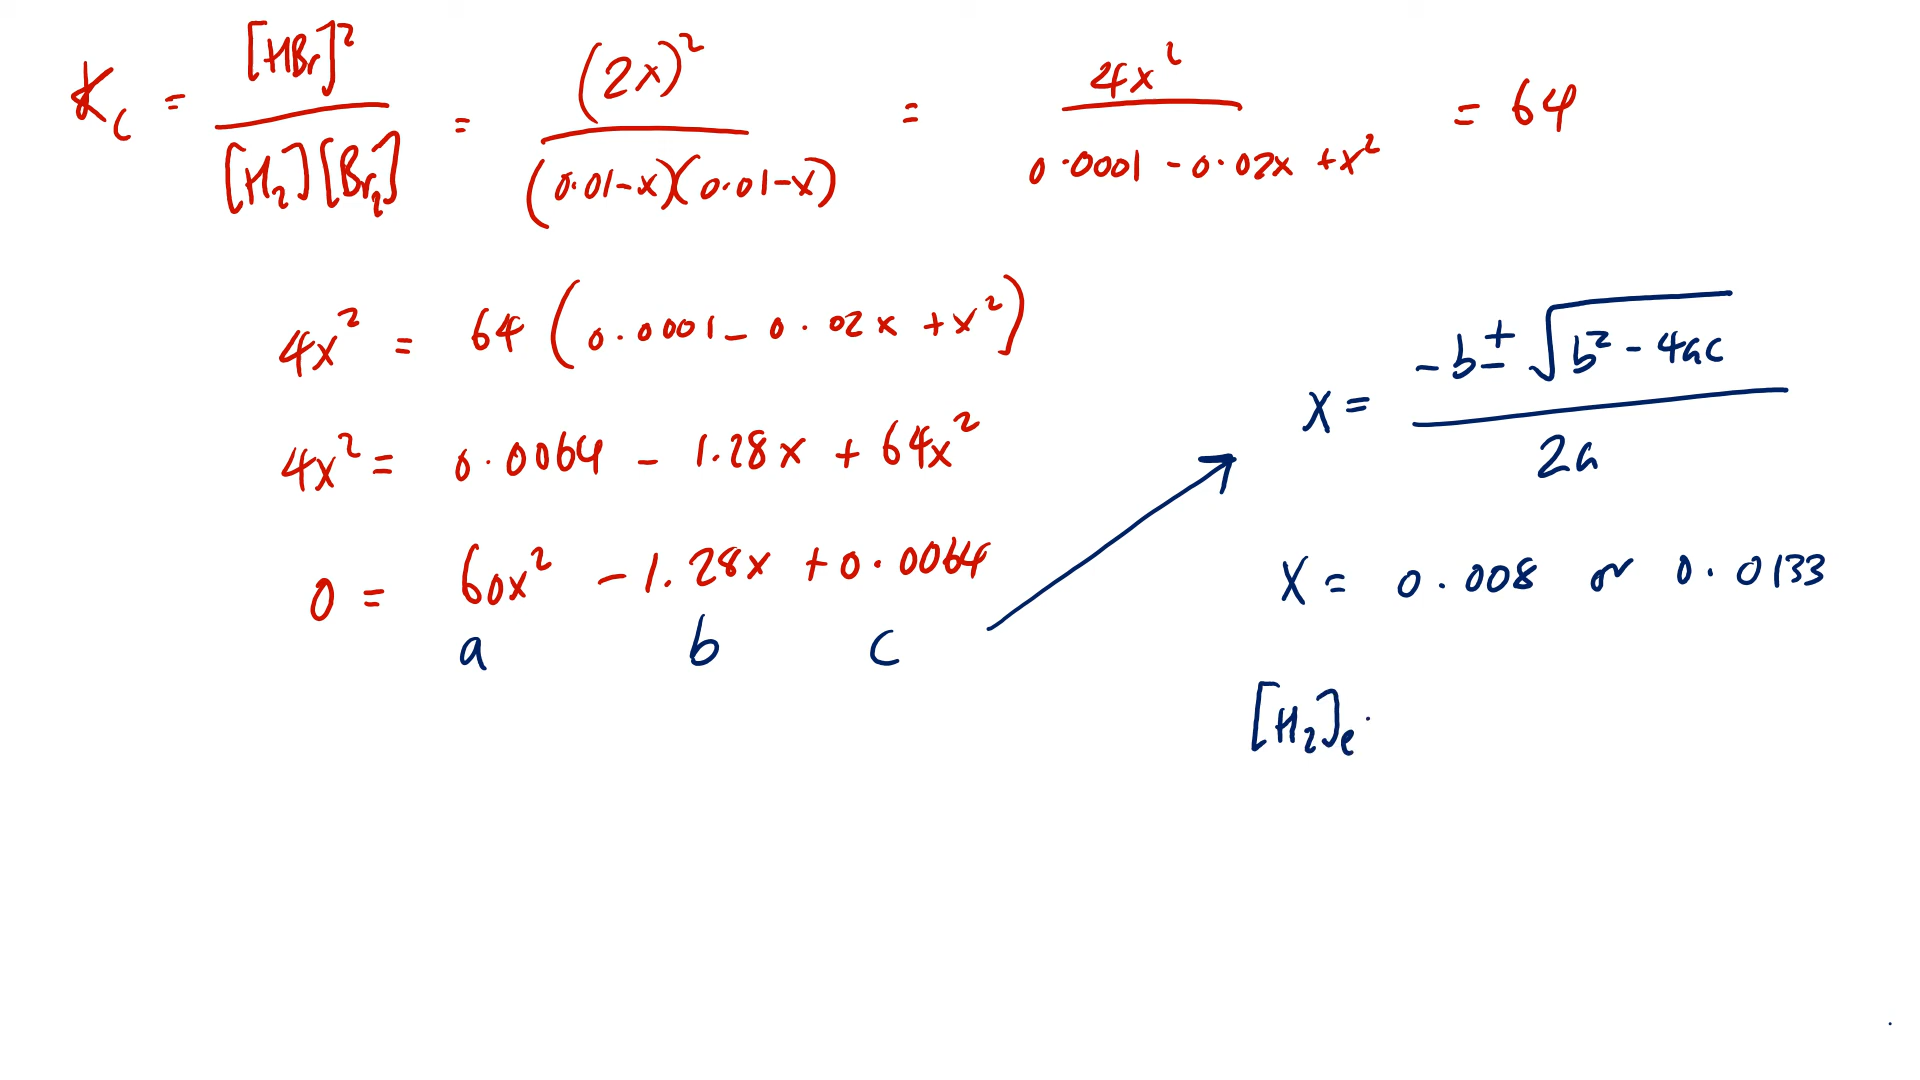 Kc = [HBr]² / [H₂][Br₂] = (2x)² / (0.01-x)(0.01-x) = 4x² / 0.0001 - 0.02x + x² = 64
4x² = 64 (0.0001 - 0.02x + x²)
4x² = 0.0064 - 1.28x + 64x²
0 = 60x² - 1.28x + 0.0064
a b c
x = -b ± √b² - 4ac / 2a
x = 0.008 or 0.0133
[H₂]e